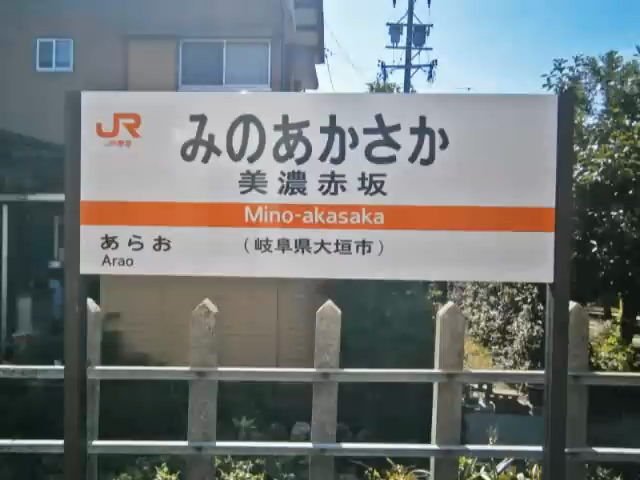 JR
JR東海
みのあかさか
美濃赤坂
Mino-akasaka
あらお
Arao
（岐阜県大垣市）